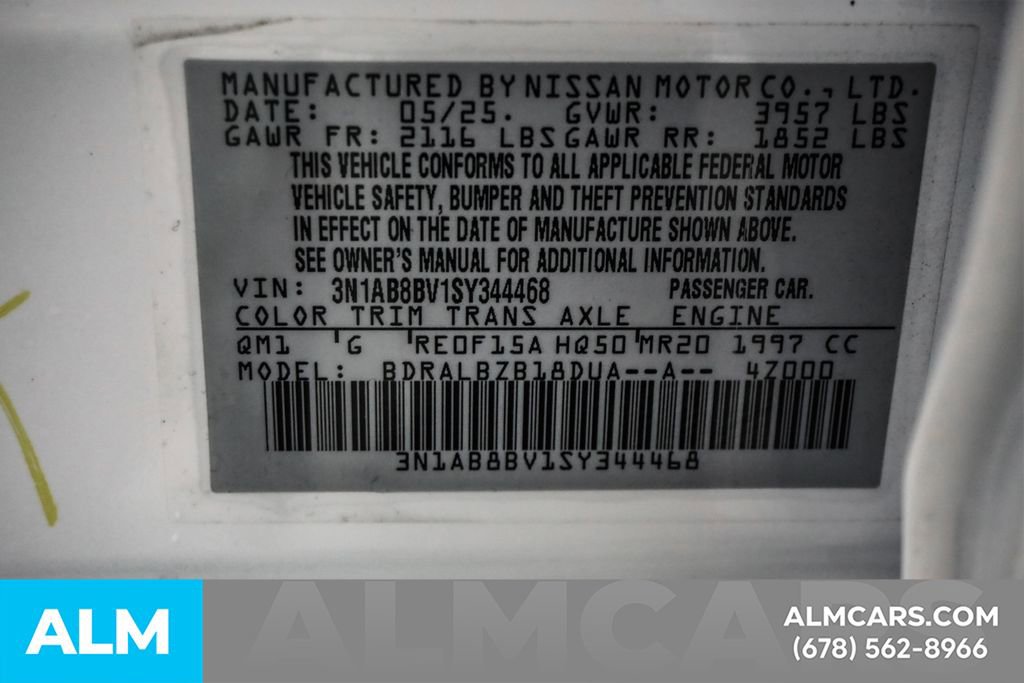 MANUFACTURED BY NISSAN MOTOR CO., LTD.
DATE: 05/25. GVWR: 3957 LBS
GAWR FR: 2116 LBS GAWR RR: 1852 LBS
THIS VEHICLE CONFORMS TO ALL APPLICABLE FEDERAL MOTOR
VEHICLE SAFETY, BUMPER AND THEFT PREVENTION STANDARDS
IN EFFECT ON THE DATE OF MANUFACTURE SHOWN ABOVE.
SEE OWNER'S MANUAL FOR ADDITIONAL INFORMATION.
VIN: 3N1AB8BV1SY344468 PASSENGER CAR.
COLOR TRIM TRANS AXLE ENGINE
QM1 'G 'RE0F15A HQ50'MR20 1997 CC
MODEL: BDRALBZB18DUA--A-- 4Z000
3N1AB8BV1SY344468
ALM
ALMCARS
ALMCARS.COM
(678) 562-8966